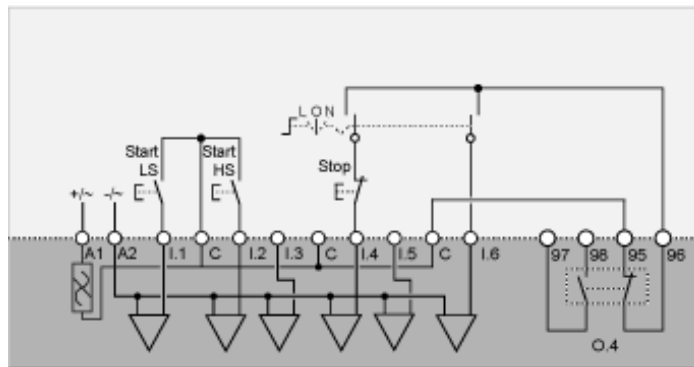 L O N
Start
LS
Start
HS
Stop
+/~
-/~
A1 A2 I.1 C I.2 I.3 C I.4 I.5 C I.6 97 98 95 96
O.4